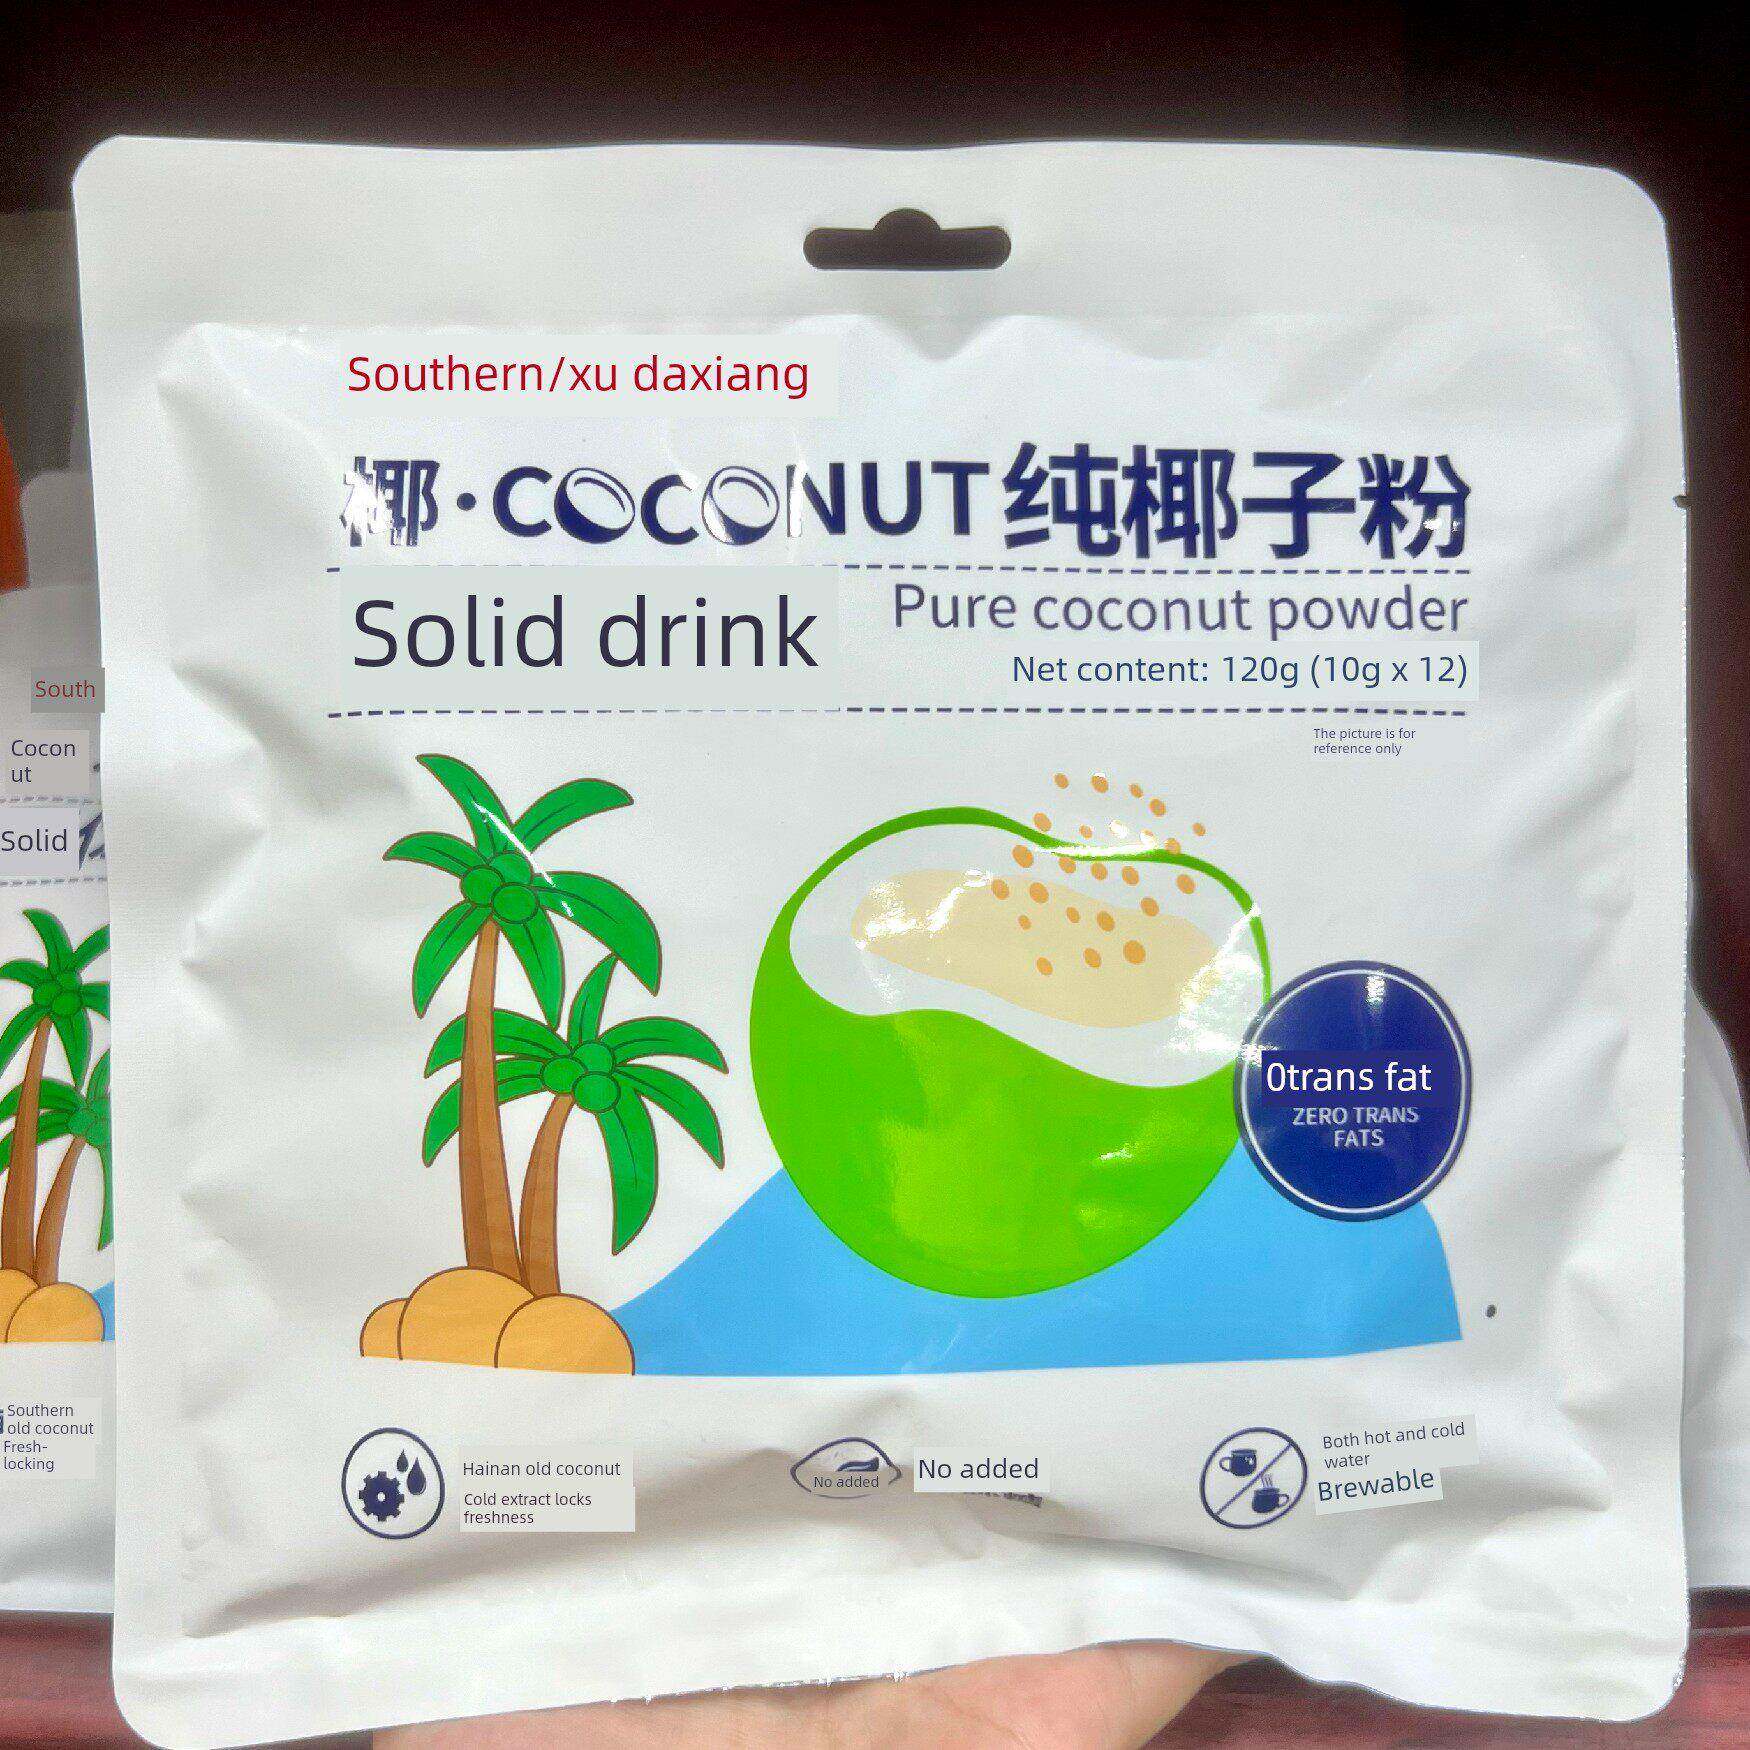 Southern/xu daxiang
椰·COCONUT纯椰子粉
Solid drink
Pure coconut powder
Net content: 120g (10g x 12)
The picture is for
reference only
0trans fat
ZERO TRANS
FATS
Hainan old coconut
Cold extract locks
freshness
No added
No added
Both hot and cold
water
Brewable
South
Cocon
ut
Solid
Southern
old coconut
Fresh-
locking